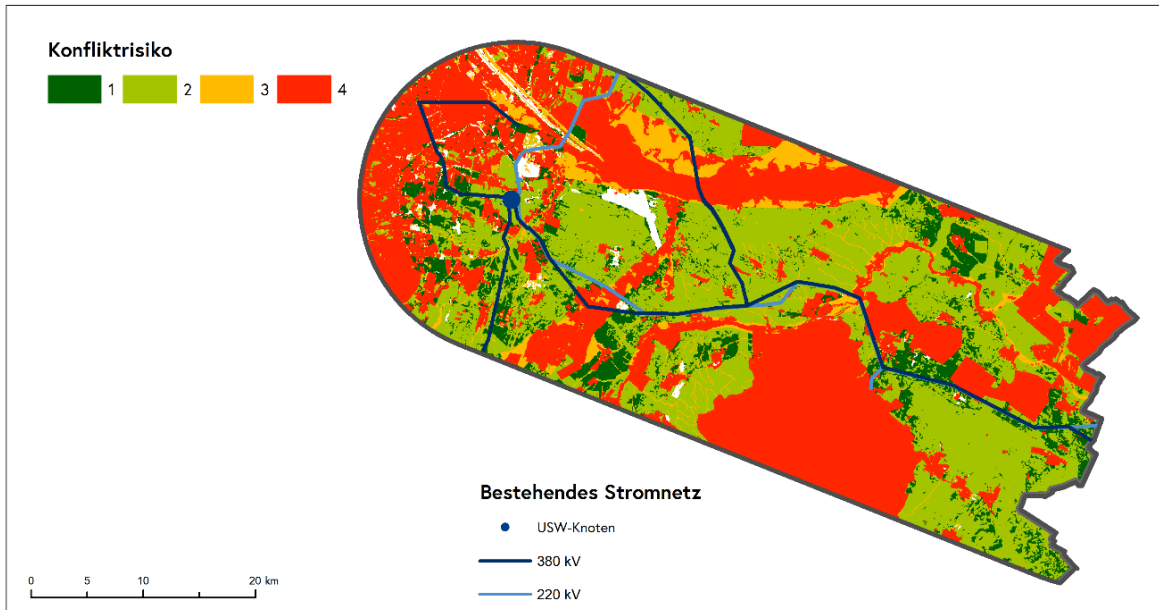 Konfliktrisiko
1 2 3 4
Bestehendes Stromnetz
USW-Knoten
380 kV
220 kV
0 5 10 20 km